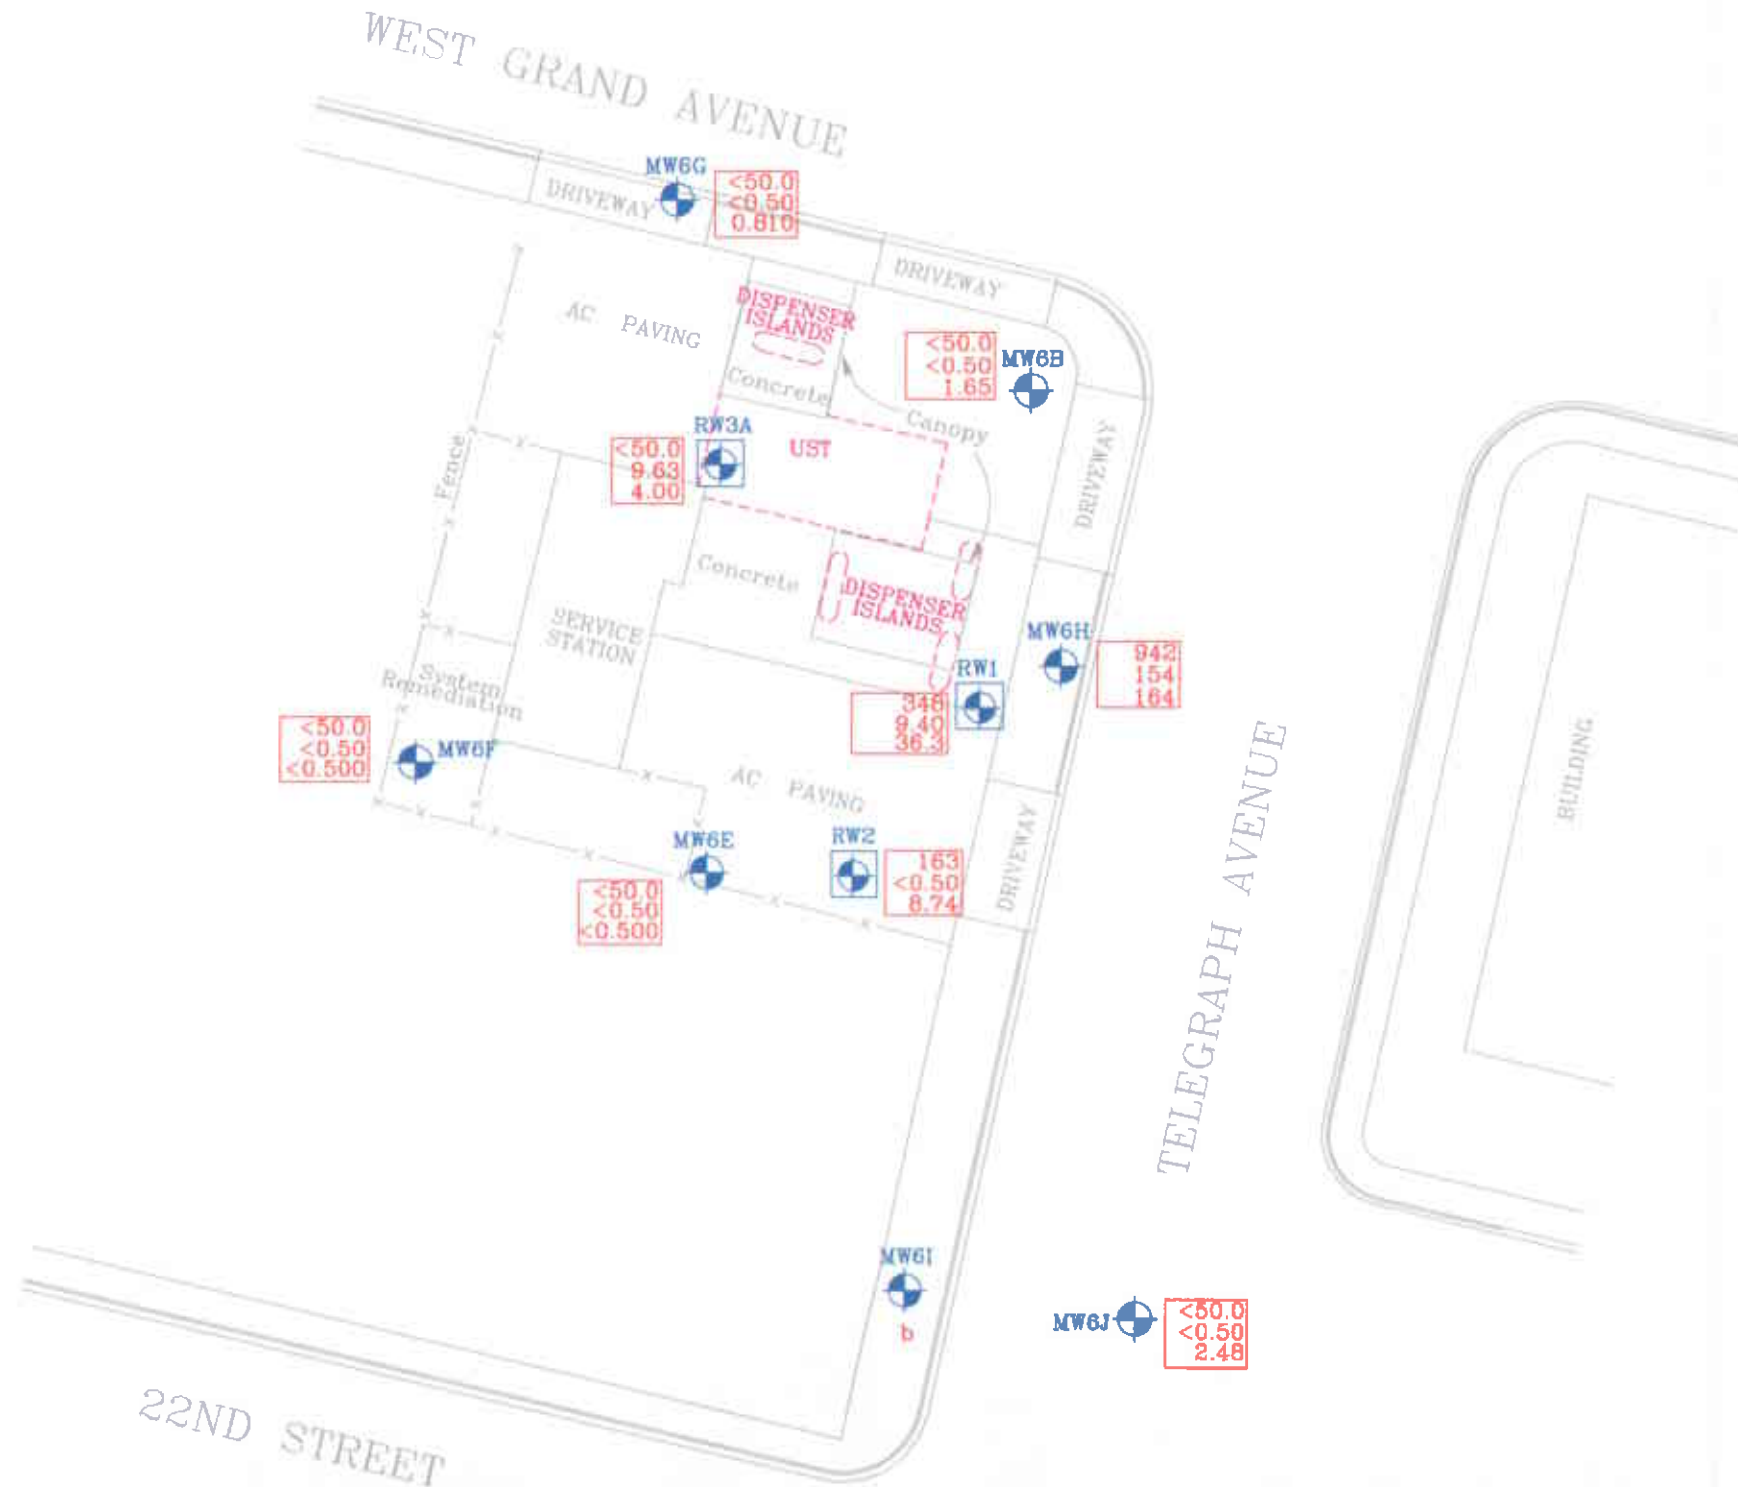 WEST GRAND AVENUE
MW6G
<50.0
<0.50
0.810
DRIVEWAY
DRIVEWAY
DISPENSER
ISLANDS
AC PAVING
<50.0
<0.50
1.65
MW6B
Concrete
Canopy
RW3A
UST
<50.0
9.63
4.00
Fence
DRIVEWAY
Concrete
DISPENSER
ISLANDS
SERVICE
STATION
MW6H
942
154
164
RW1
348
9.40
36.3
System
Remediation
<50.0
<0.50
<0.500
MW6F
AC PAVING
MW6E
<50.0
<0.50
<0.500
RW2
163
<0.50
8.74
DRIVEWAY
TELEGRAPH AVENUE
BUILDING
MW6I
b
MW6J
<50.0
<0.50
2.48
22ND STREET